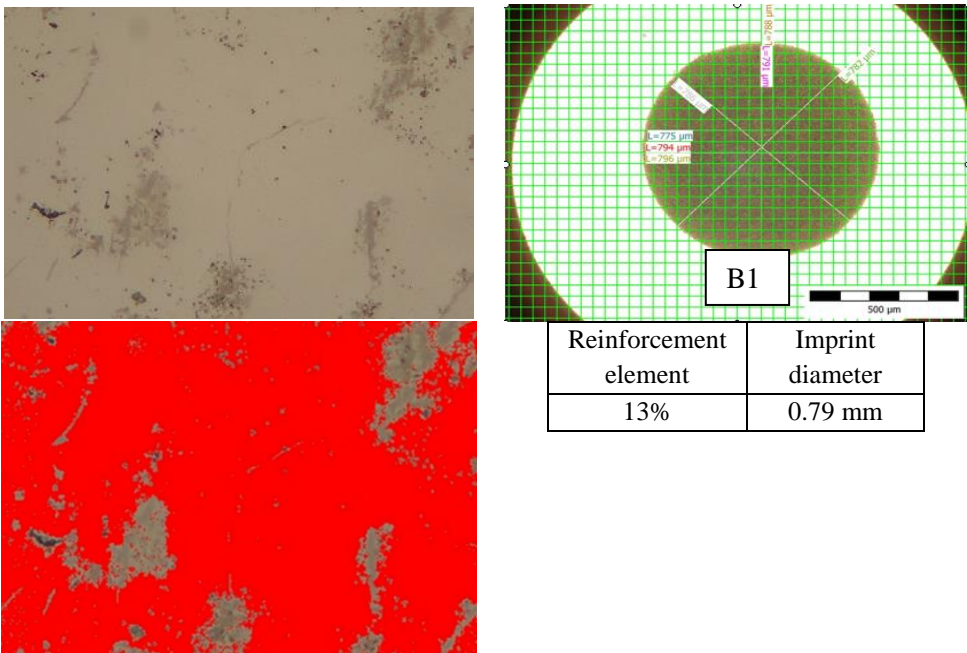 L=788 µm
L=791 µm
L=787 µm
L=775 µm
L=794 µm
L=796 µm
B1
500 µm
Reinforcement
element
Imprint
diameter
13%
0.79 mm